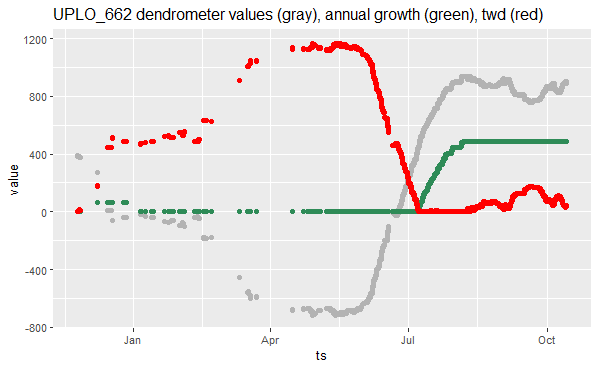 UPLO_662 dendrometer values (gray), annual growth (green), twd (red)
1200
800
400
0
-400
-800
value
Jan
Apr
Jul
Oct
ts